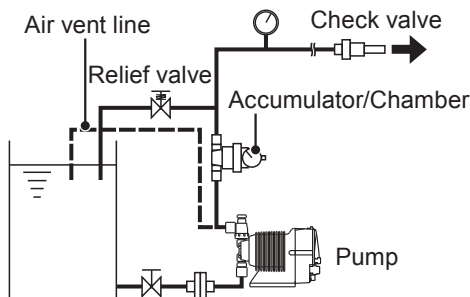 Air vent line
Check valve
Relief valve
Accumulator/Chamber
Pump